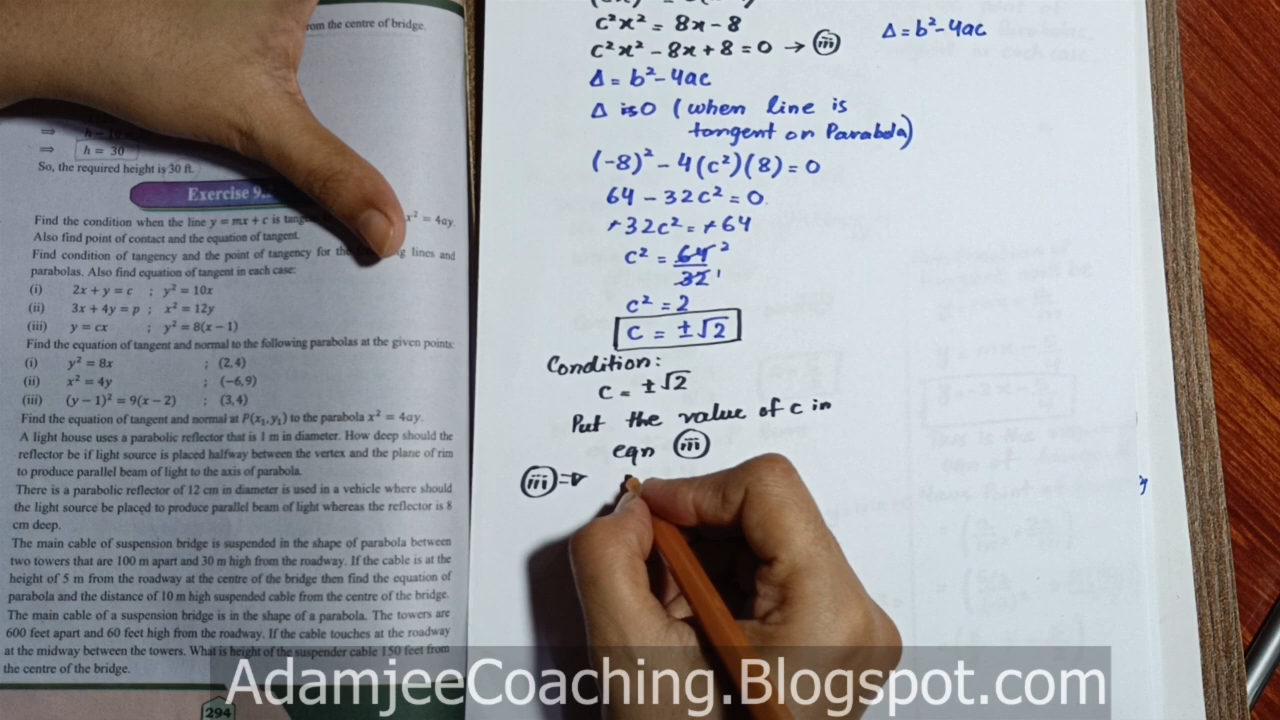 rom the centre of bridge.
⟹ h − 10
⟹ h = 30
So, the required height is 30 ft.
Exercise 9.
Find the condition when the line y = mx + c is tangen x² = 4ay.
Also find point of contact and the equation of tangent.
Find condition of tangency and the point of tangency for the lines and
parabolas. Also find equation of tangent in each case:
(i) 2x + y = c ; y² = 10x
(ii) 3x + 4y = p ; x² = 12y
(iii) y = cx ; y² = 8(x − 1)
Find the equation of tangent and normal to the following parabolas at the given points:
(i) y² = 8x ; (2,4)
(ii) x² = 4y ; (−6,9)
(iii) (y − 1)² = 9(x − 2) ; (3,4)
Find the equation of tangent and normal at P(x₁,y₁) to the parabola x² = 4ay.
A light house uses a parabolic reflector that is 1 m in diameter. How deep should the
reflector be if light source is placed halfway between the vertex and the plane of rim
to produce parallel beam of light to the axis of parabola.
There is a parabolic reflector of 12 cm in diameter is used in a vehicle where should
the light source be placed to produce parallel beam of light whereas the reflector is 8
cm deep.
The main cable of suspension bridge is suspended in the shape of parabola between
two towers that are 100 m apart and 30 m high from the roadway. If the cable is at the
height of 5 m from the roadway at the centre of the bridge then find the equation of
parabola and the distance of 10 m high suspended cable from the centre of the bridge.
The main cable of a suspension bridge is in the shape of a parabola. The towers are
600 feet apart and 60 feet high from the roadway. If the cable touches at the roadway
at the midway between the towers. What is height of the suspender cable 150 feet from
the centre of the bridge.
294
c²x² = 8x − 8
c²x² − 8x + 8 = 0 → (iii)
Δ = b² − 4ac
Δ = b² − 4ac
Δ is 0 (when line is
tangent on Parabola)
(−8)² − 4(c²)(8) = 0
64 − 32c² = 0
+32c² = +64
c² = 64 2
32 1
c² = 2
c = ±√2
Condition:
c = ±√2
Put the value of c in
eqn (iii)
(iii) ⇒
AdamjeeCoaching.Blogspot.com